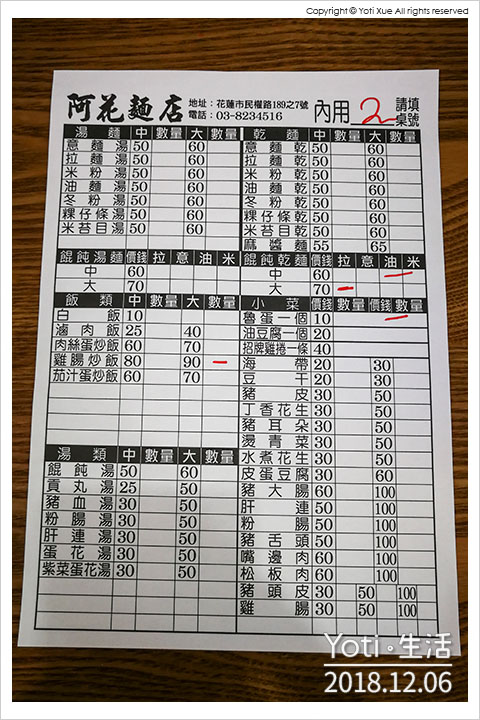 Copyright © Yoti Xue All rights reserved
阿花麵店 地址：花蓮市民權路189之7號 內用 2 請填
電話：03-8234516 桌號
湯麵 中 數量 大 數量
意麵湯 50 60
拉麵湯 50 60
米粉湯 50 60
油麵湯 50 60
冬粉湯 50 60
粿仔條湯 50 60
米苔目湯 50 60
乾麵 中 數量 大 數量
意麵乾 50 60
拉麵乾 50 60
米粉乾 50 60
油麵乾 50 60
冬粉乾 50 60
粿仔條乾 50 60
米苔目乾 50 60
麻醬麵 55 65
餛飩湯麵 價錢 拉 意 油 米
中 60
大 70
餛飩乾麵 價錢 拉 意 油 米
中 60 一
大 70 一
飯類 中 數量 大 數量
白飯 10
滷肉飯 25 40
肉絲蛋炒飯 60 70
雞腸炒飯 80 90 一
茄汁蛋炒飯 60 70
湯類 中 數量 大 數量
餛飩湯 50 60
貢丸湯 25 50
豬血湯 30 50
粉腸湯 30 50
肝連湯 30 50
蛋花湯 30 50
紫菜蛋花湯 30 50
小菜 價錢 數量 價錢 數量
魯蛋一個 10 一
油豆腐一個 20
招牌雞捲一條 40
海帶 20 30
豆干 20 30
豬皮 30 50
丁香花生 30 50
豬耳朵 30 50
燙青菜 30 50
水煮花生 30 50
皮蛋豆腐 30 60
豬大腸 60 100
肝連 50 100
粉腸 50 100
豬舌頭 50 100
嘴邊肉 60 100
松板肉 60 100
豬頭皮 30 50 100
雞腸 30 50 100
Yoti·生活
2018.12.06